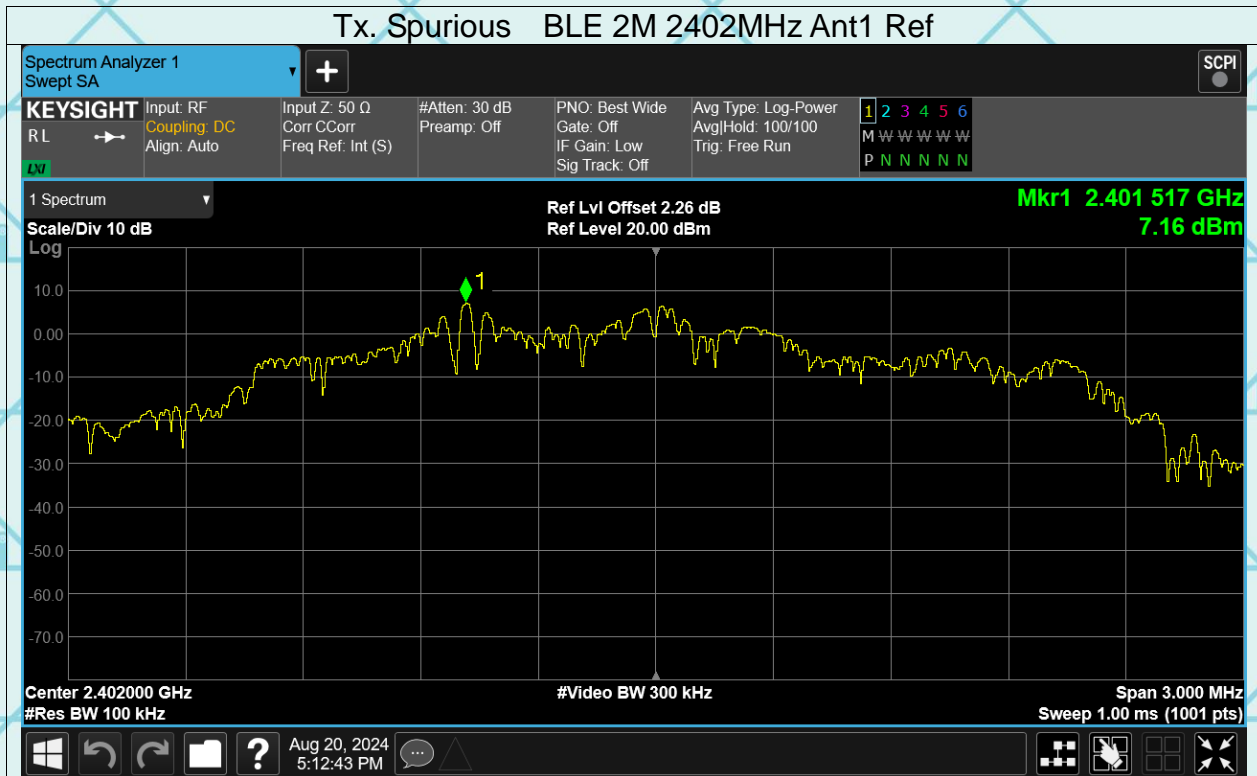 Tx. Spurious BLE 2M 2402MHz Ant1 Ref
Spectrum Analyzer 1
Swept SA
SCPI
KEYSIGHT
R L
LXI
Input: RF
Coupling: DC
Align: Auto
Input Z: 50 Ω
Corr CCorr
Freq Ref: Int (S)
#Atten: 30 dB
Preamp: Off
PNO: Best Wide
Gate: Off
IF Gain: Low
Sig Track: Off
Avg Type: Log-Power
Avg|Hold: 100/100
Trig: Free Run
1 2 3 4 5 6
M W W W W W
P N N N N N
1 Spectrum
Scale/Div 10 dB
Log
Ref Lvl Offset 2.26 dB
Ref Level 20.00 dBm
Mkr1 2.401 517 GHz
7.16 dBm
1
10.0
0.00
-10.0
-20.0
-30.0
-40.0
-50.0
-60.0
-70.0
Center 2.402000 GHz
#Res BW 100 kHz
#Video BW 300 kHz
Span 3.000 MHz
Sweep 1.00 ms (1001 pts)
?
Aug 20, 2024
5:12:43 PM